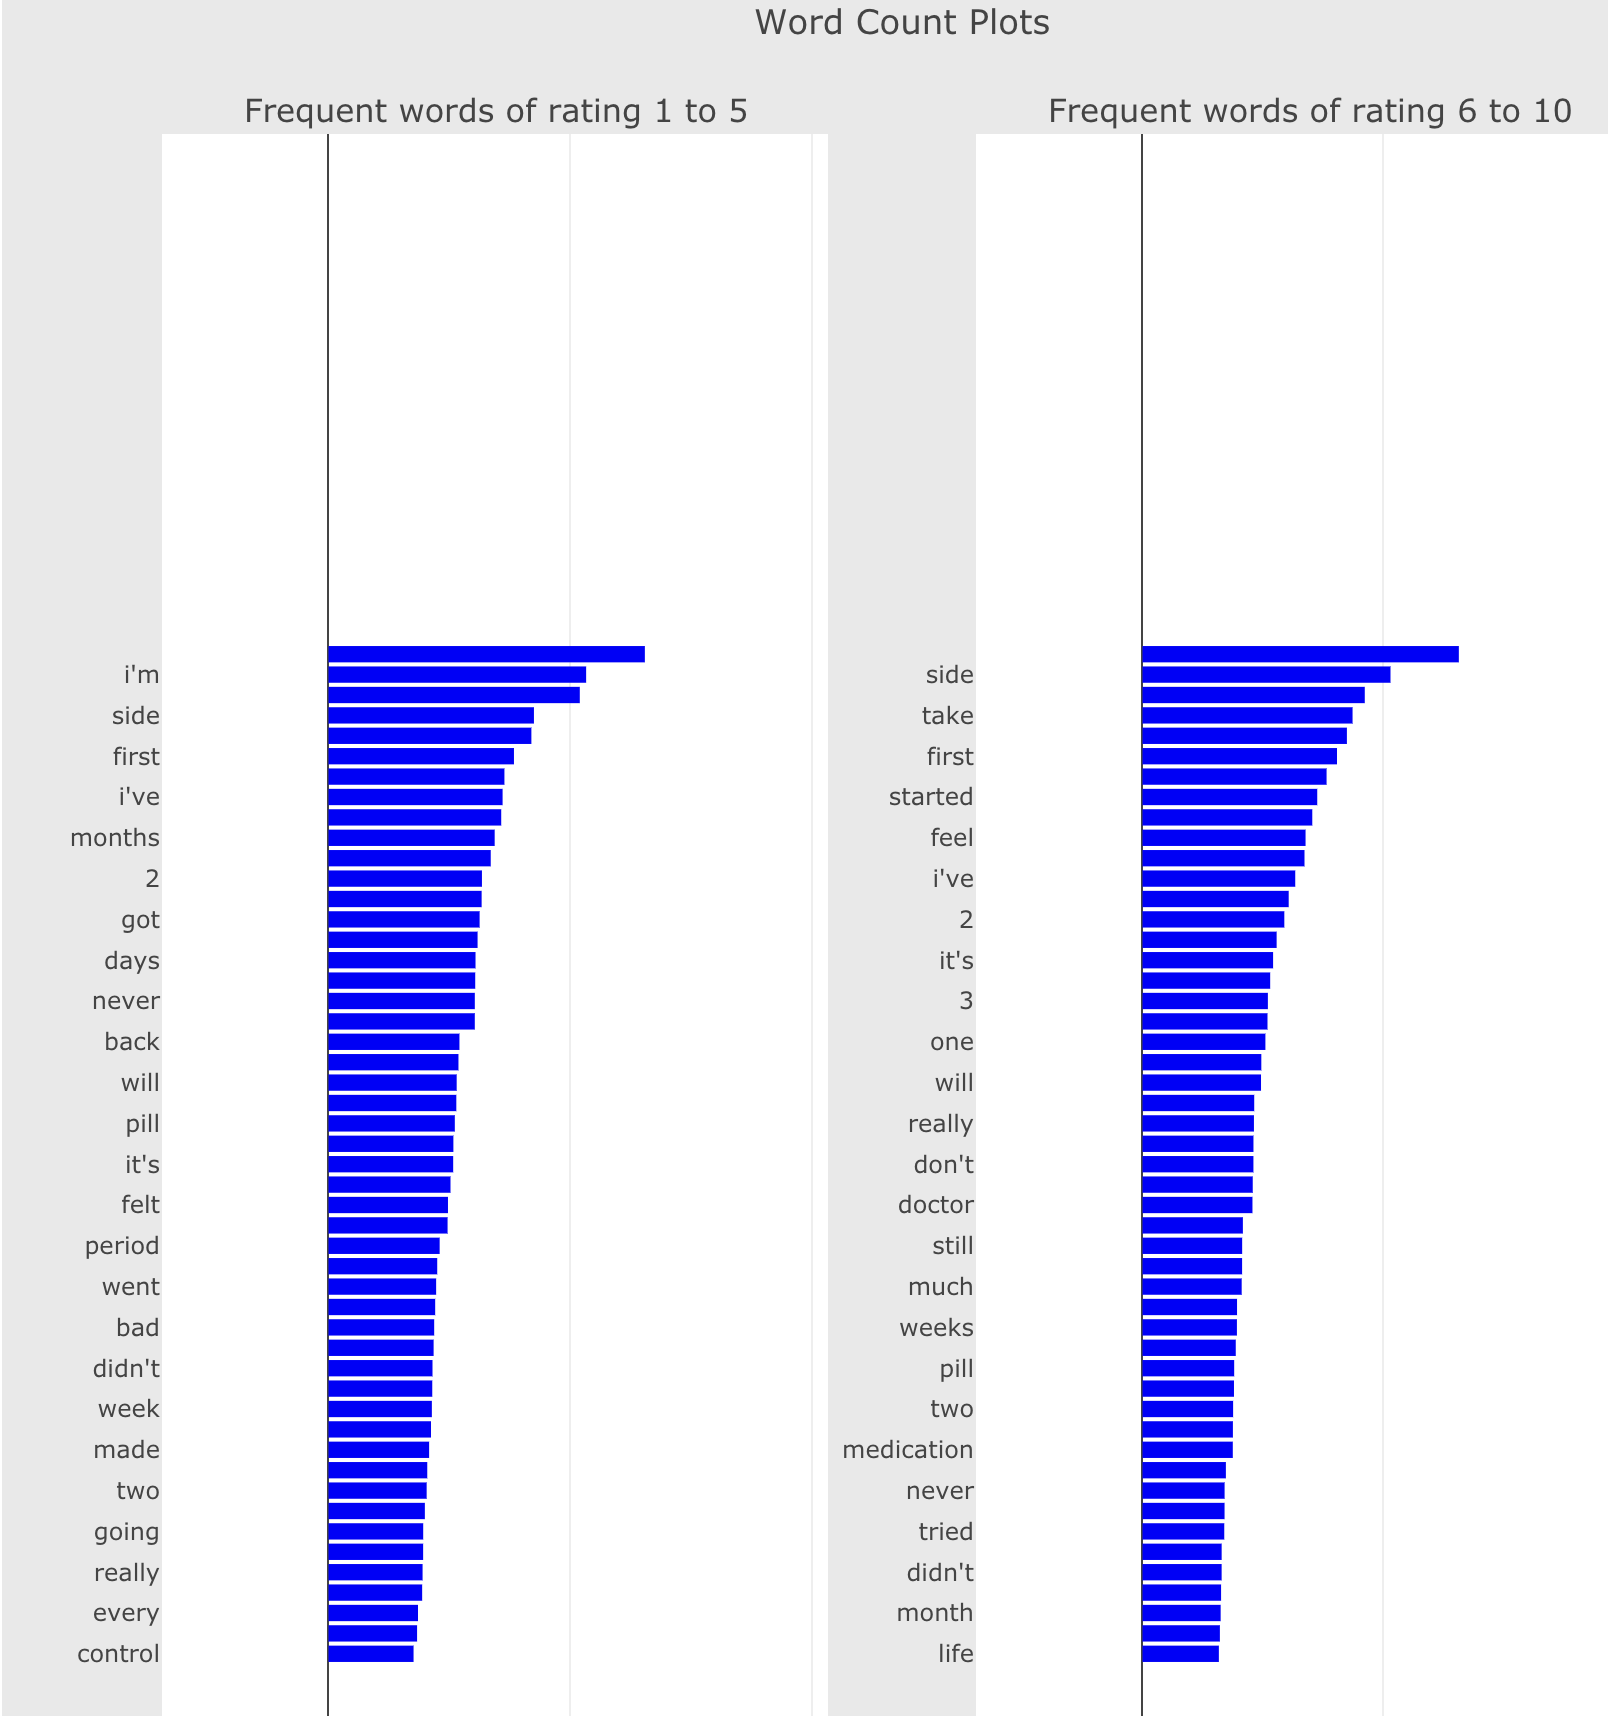 Word Count Plots
Frequent words of rating 1 to 5
i'm
side
first
i've
months
2
got
days
never
back
will
pill
it's
felt
period
went
bad
didn't
week
made
two
going
really
every
control
Frequent words of rating 6 to 10
side
take
first
started
feel
i've
2
it's
3
one
will
really
don't
doctor
still
much
weeks
pill
two
medication
never
tried
didn't
month
life